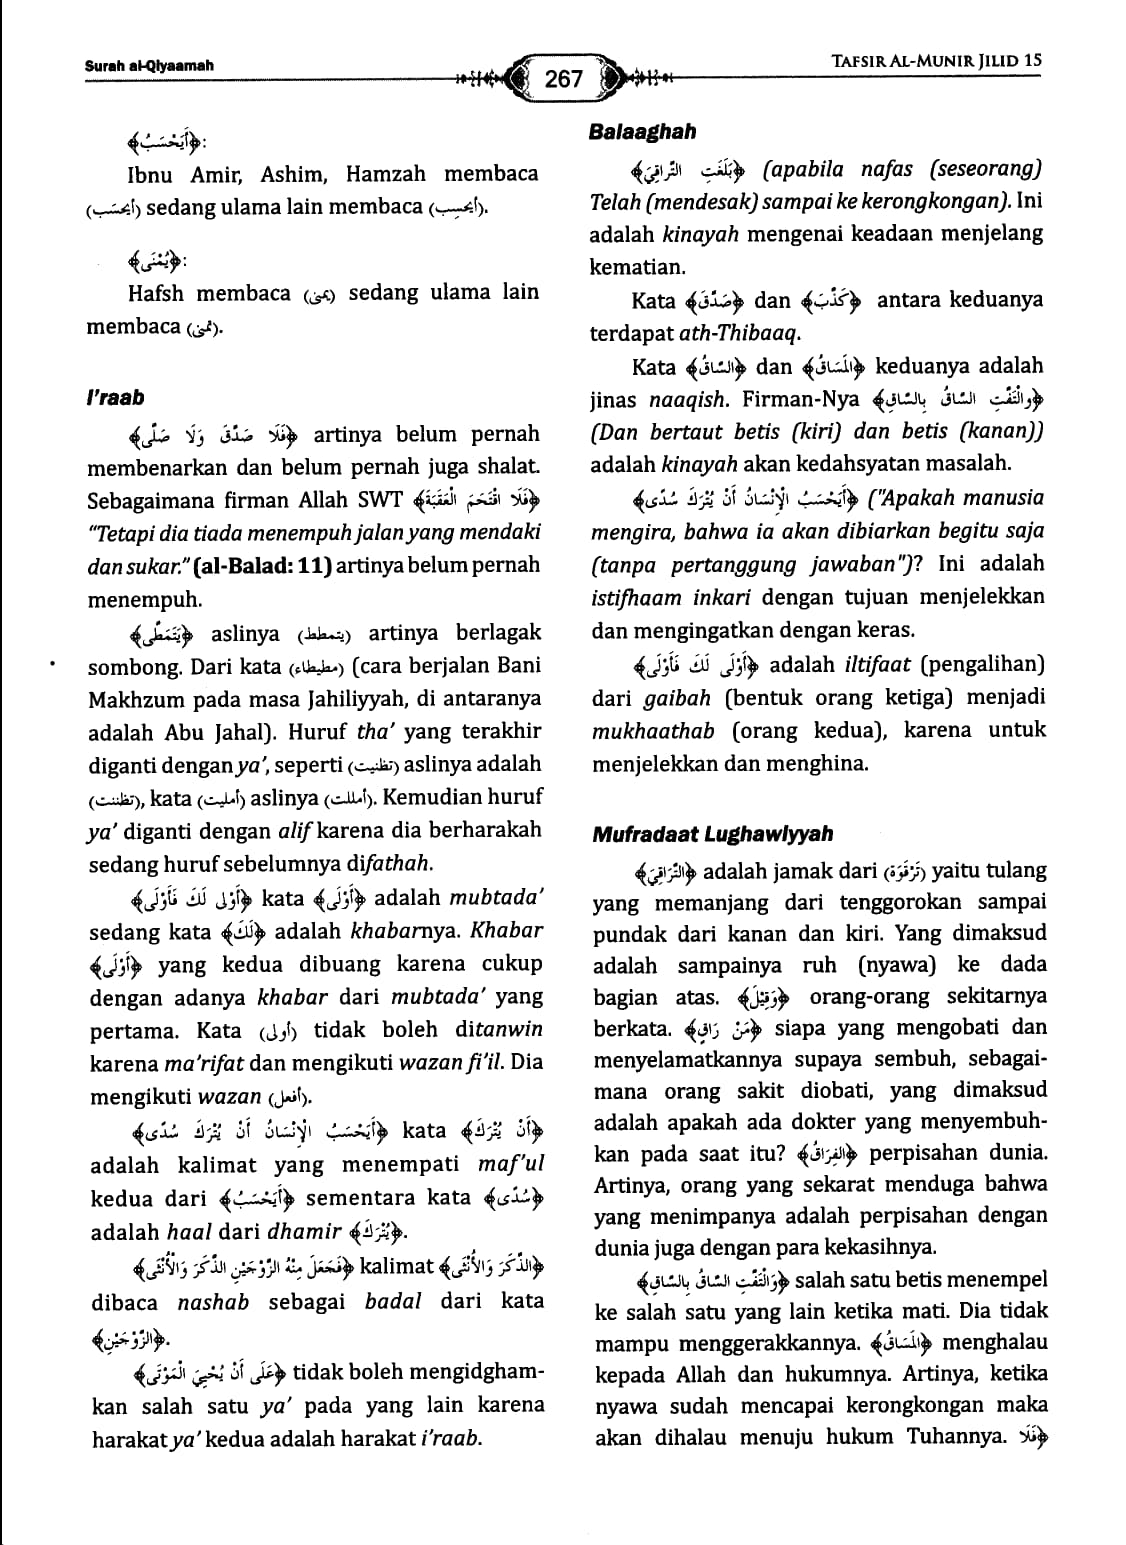 Surah al-Qiyaamah
267
TAFSIR AL-MUNIR JILID 15
﴿أَيَحْسَبُ﴾:
Ibnu Amir, Ashim, Hamzah membaca
(أيحسَب) sedang ulama lain membaca (أيحسِب).
﴿يُمْنَى﴾:
Hafsh membaca (يمنى) sedang ulama lain
membaca (تمنى).
I'raab
﴿فَلَا صَدَّقَ وَلَا صَلَّى﴾ artinya belum pernah
membenarkan dan belum pernah juga shalat.
Sebagaimana firman Allah SWT ﴿فَلَا اقْتَحَمَ الْعَقَبَةَ﴾
“Tetapi dia tiada menempuh jalan yang mendaki
dan sukar.” (al-Balad: 11) artinya belum pernah
menempuh.
﴿يَتَمَطَّى﴾ aslinya (يتمطط) artinya berlagak
sombong. Dari kata (مطيطاء) (cara berjalan Bani
Makhzum pada masa Jahiliyyah, di antaranya
adalah Abu Jahal). Huruf tha’ yang terakhir
diganti dengan ya’, seperti (تظنيت) aslinya adalah
(تظننت), kata (أمليت) aslinya (أمللت). Kemudian huruf
ya’ diganti dengan alif karena dia berharakah
sedang huruf sebelumnya difathah.
﴿أَوْلَى لَكَ فَأَوْلَى﴾ kata ﴿أَوْلَى﴾ adalah mubtada’
sedang kata ﴿لَكَ﴾ adalah khabarnya. Khabar
﴿أَوْلَى﴾ yang kedua dibuang karena cukup
dengan adanya khabar dari mubtada’ yang
pertama. Kata (أولى) tidak boleh ditanwin
karena ma’rifat dan mengikuti wazan fi’il. Dia
mengikuti wazan (أفعل).
﴿أَيَحْسَبُ الْإِنْسَانُ أَنْ يُتْرَكَ سُدًى﴾ kata ﴿أَنْ يُتْرَكَ﴾
adalah kalimat yang menempati maf’ul
kedua dari ﴿أَيَحْسَبُ﴾ sementara kata ﴿سُدًى﴾
adalah haal dari dhamir ﴿يُتْرَكَ﴾.
﴿فَجَعَلَ مِنْهُ الزَّوْجَيْنِ الذَّكَرَ وَالْأُنْثَى﴾ kalimat ﴿الذَّكَرَ وَالْأُنْثَى﴾
dibaca nashab sebagai badal dari kata
﴿الزَّوْجَيْنِ﴾.
﴿عَلَى أَنْ يُحْيِيَ الْمَوْتَى﴾ tidak boleh mengidgham-
kan salah satu ya’ pada yang lain karena
harakat ya’ kedua adalah harakat i’raab.
Balaaghah
﴿بَلَغَتِ التَّرَاقِيَ﴾ (apabila nafas (seseorang)
Telah (mendesak) sampai ke kerongkongan). Ini
adalah kinayah mengenai keadaan menjelang
kematian.
Kata ﴿صَدَّقَ﴾ dan ﴿كَذَّبَ﴾ antara keduanya
terdapat ath-Thibaaq.
Kata ﴿السَّاقُ﴾ dan ﴿الْمَسَاقُ﴾ keduanya adalah
jinas naaqish. Firman-Nya ﴿وَالْتَفَّتِ السَّاقُ بِالسَّاقِ﴾
(Dan bertaut betis (kiri) dan betis (kanan))
adalah kinayah akan kedahsyatan masalah.
﴿أَيَحْسَبُ الْإِنْسَانُ أَنْ يُتْرَكَ سُدًى﴾ ("Apakah manusia
mengira, bahwa ia akan dibiarkan begitu saja
(tanpa pertanggung jawaban")? Ini adalah
istifhaam inkari dengan tujuan menjelekkan
dan mengingatkan dengan keras.
﴿أَوْلَى لَكَ فَأَوْلَى﴾ adalah iltifaat (pengalihan)
dari gaibah (bentuk orang ketiga) menjadi
mukhaathab (orang kedua), karena untuk
menjelekkan dan menghina.
Mufradaat Lughawiyyah
﴿التَّرَاقِيَ﴾ adalah jamak dari (تَرْقُوَة) yaitu tulang
yang memanjang dari tenggorokan sampai
pundak dari kanan dan kiri. Yang dimaksud
adalah sampainya ruh (nyawa) ke dada
bagian atas. ﴿وَقِيْلَ﴾ orang-orang sekitarnya
berkata. ﴿مَنْ رَاقٍ﴾ siapa yang mengobati dan
menyelamatkannya supaya sembuh, sebagai-
mana orang sakit diobati, yang dimaksud
adalah apakah ada dokter yang menyembuh-
kan pada saat itu? ﴿الْفِرَاقُ﴾ perpisahan dunia.
Artinya, orang yang sekarat menduga bahwa
yang menimpanya adalah perpisahan dengan
dunia juga dengan para kekasihnya.
﴿وَالْتَفَّتِ السَّاقُ بِالسَّاقِ﴾ salah satu betis menempel
ke salah satu yang lain ketika mati. Dia tidak
mampu menggerakkannya. ﴿الْمَسَاقُ﴾ menghalau
kepada Allah dan hukumnya. Artinya, ketika
nyawa sudah mencapai kerongkongan maka
akan dihalau menuju hukum Tuhannya. ﴿فَلَا